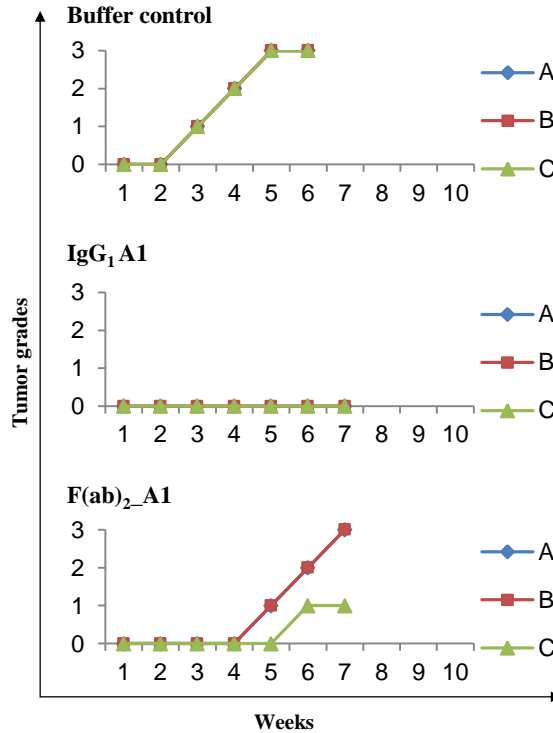 Buffer control
3
2
1
0
1 2 3 4 5 6 7 8 9 10
A
B
C
IgG₁ A1
3
2
1
0
1 2 3 4 5 6 7 8 9 10
A
B
C
F(ab)₂_A1
3
2
1
0
1 2 3 4 5 6 7 8 9 10
A
B
C
Tumor grades
Weeks